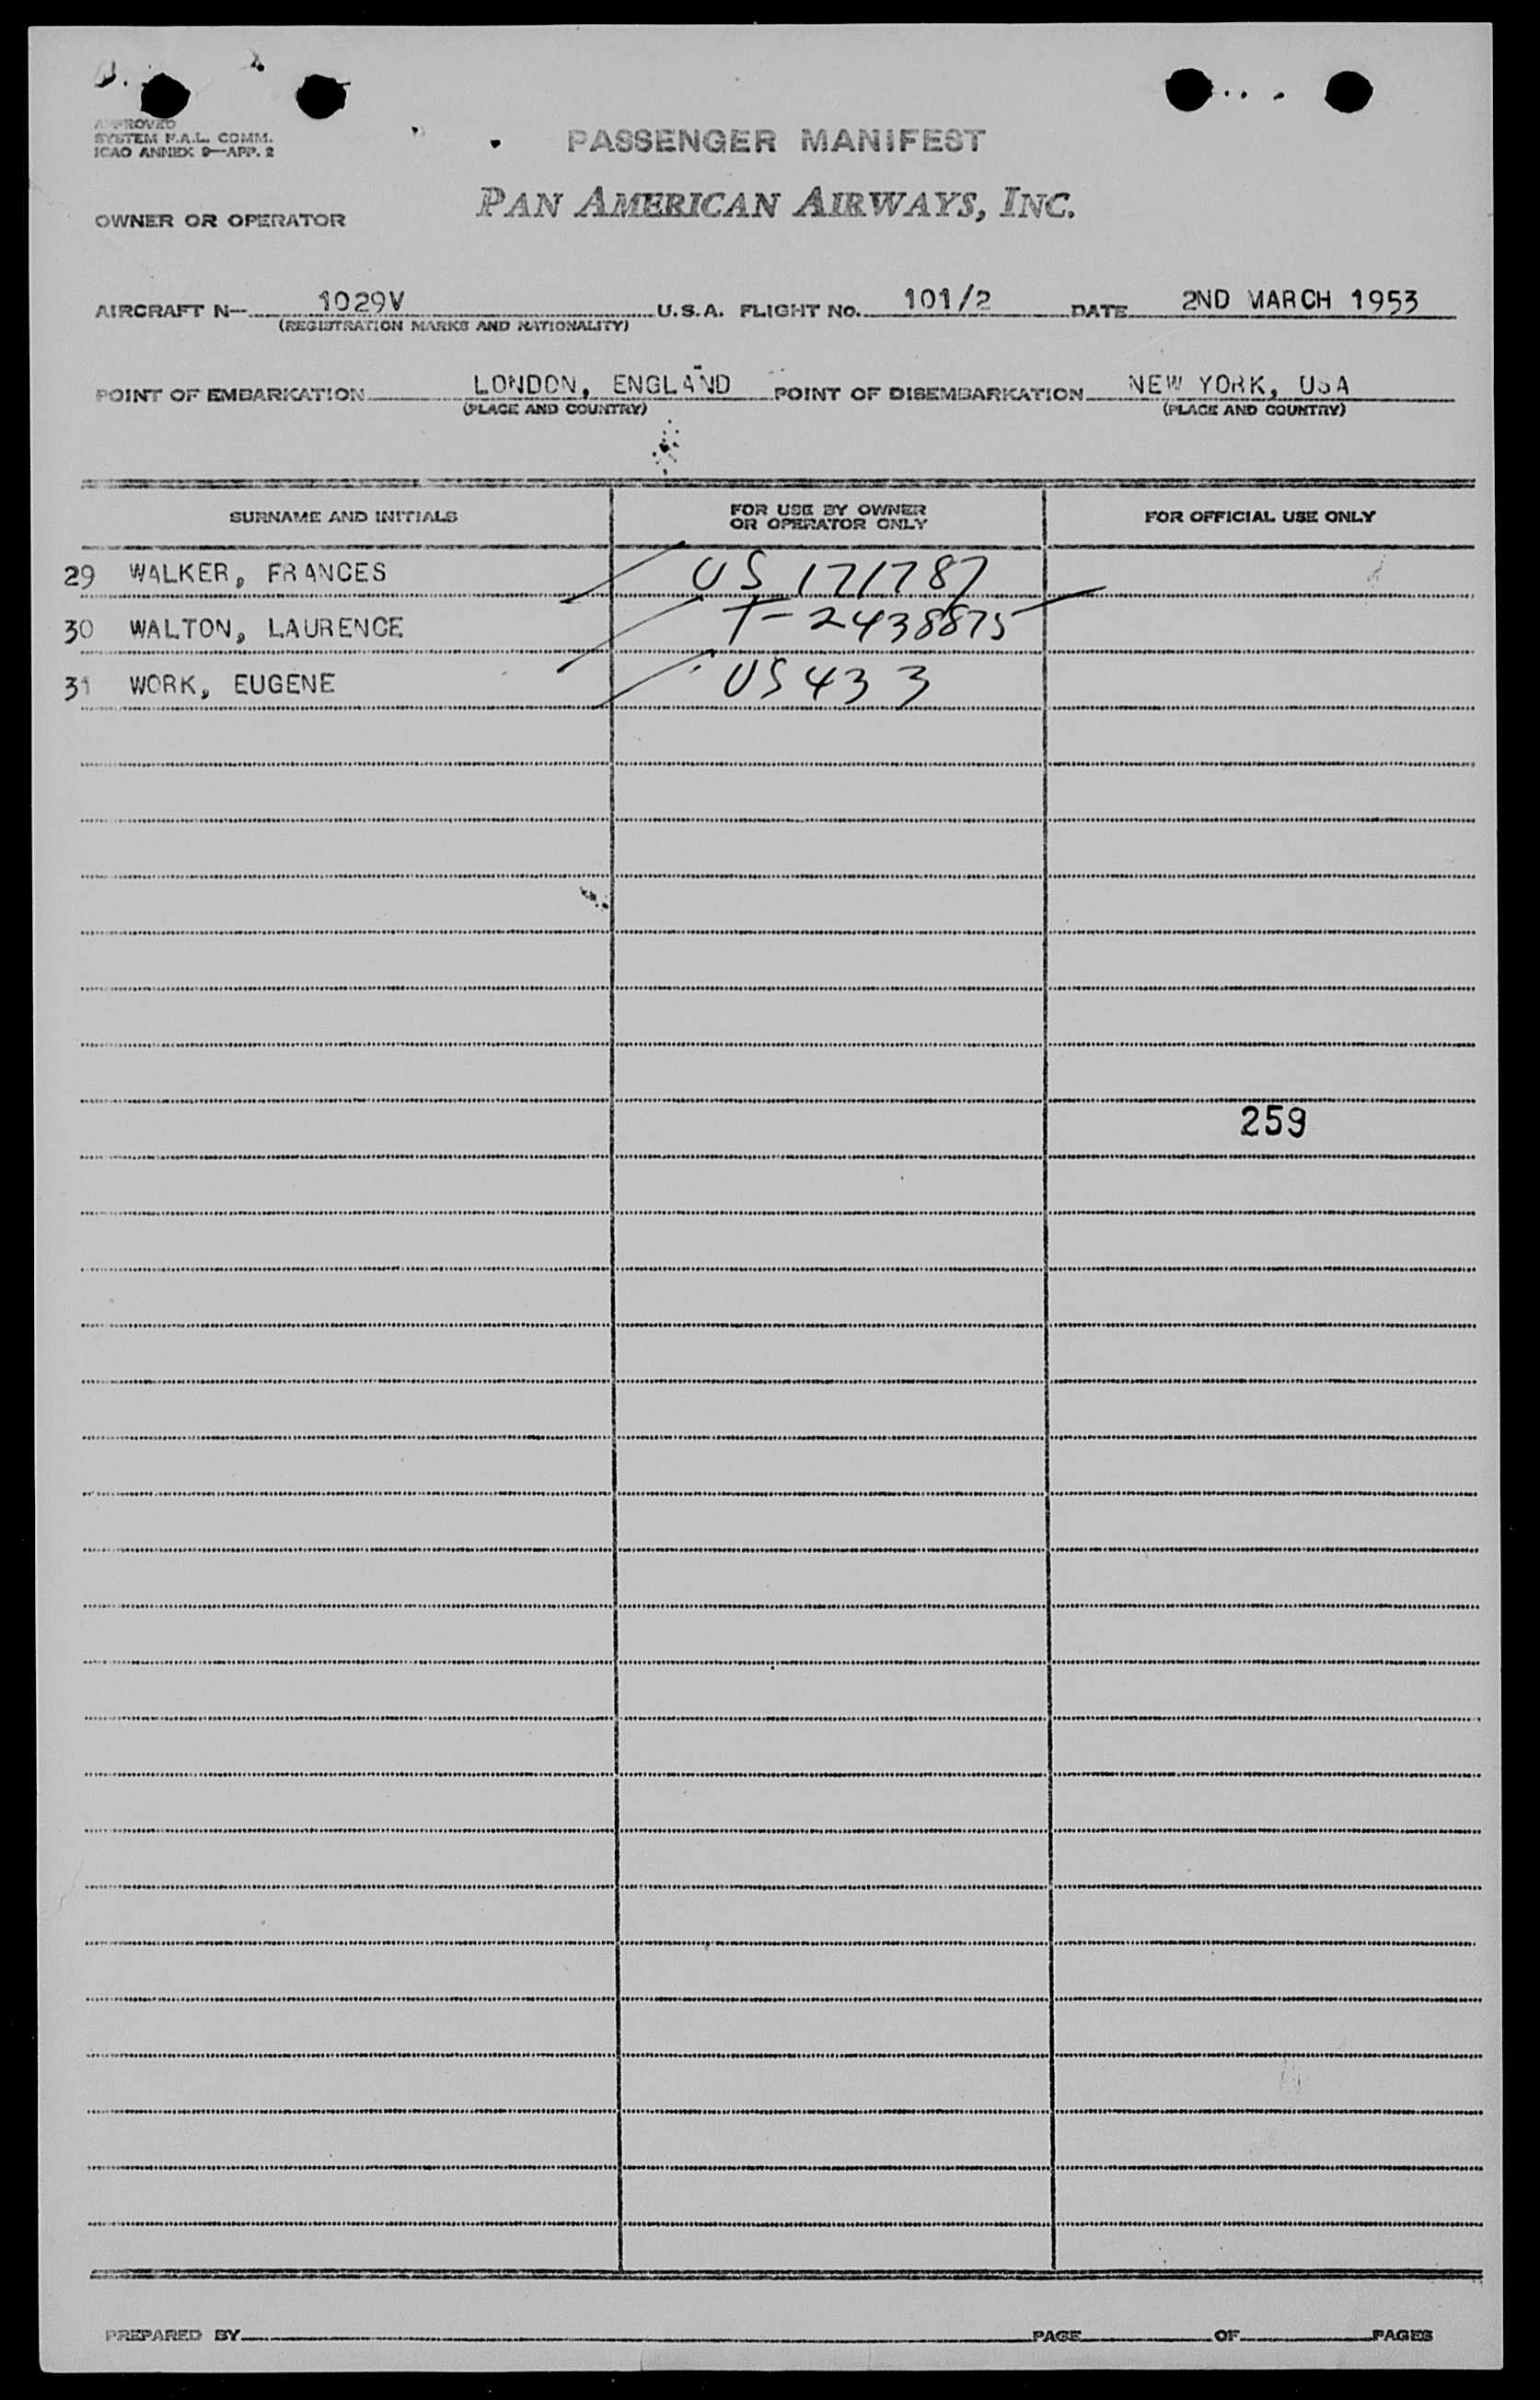 APPROVED
SYSTEM F.A.L. COMM.
ICAO ANNEX 9—APP. 2
PASSENGER MANIFEST
OWNER OR OPERATOR PAN AMERICAN AIRWAYS, INC.
AIRCRAFT N— 1029V U.S.A. FLIGHT NO. 101/2 DATE 2ND MARCH 1953
(REGISTRATION MARKS AND NATIONALITY)
POINT OF EMBARKATION LONDON, ENGLAND POINT OF DISEMBARKATION NEW YORK, USA
(PLACE AND COUNTRY) (PLACE AND COUNTRY)
SURNAME AND INITIALS FOR USE BY OWNER OR OPERATOR ONLY FOR OFFICIAL USE ONLY
29 WALKER, FRANCES US 171787
30 WALTON, LAURENCE T-2438875
31 WORK, EUGENE US 43 3
259
PREPARED BY PAGE OF PAGES